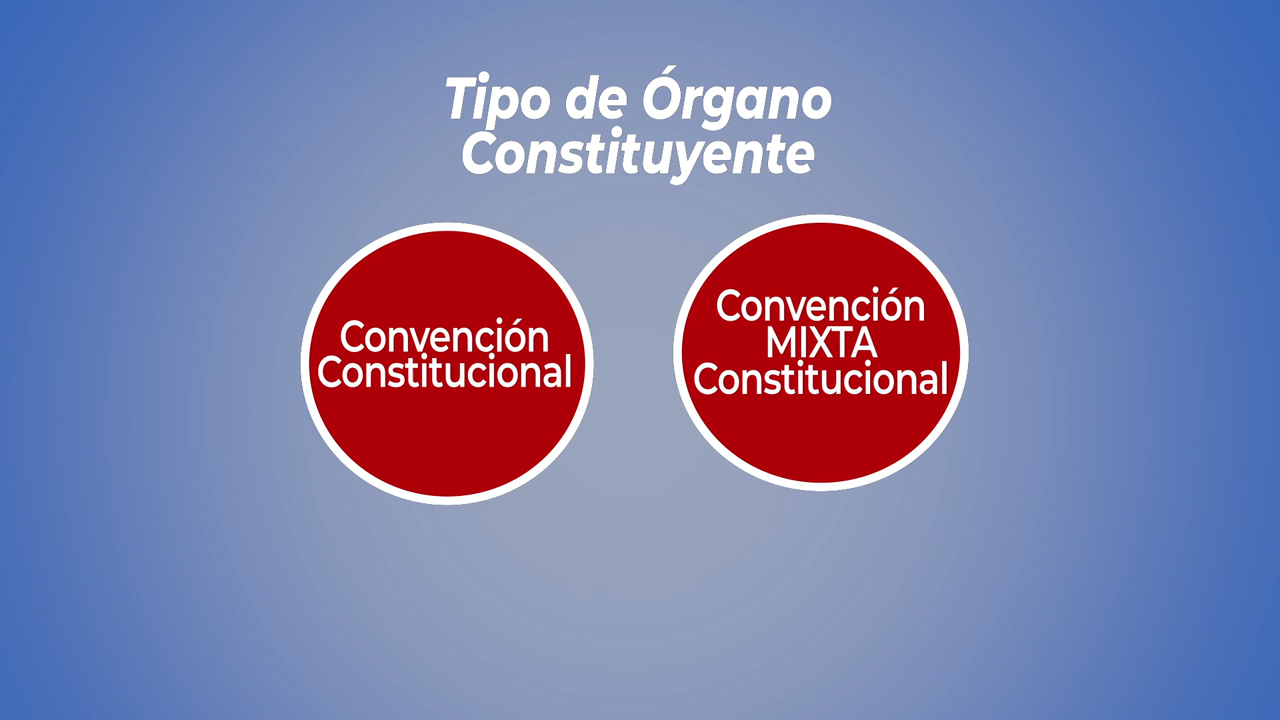 Tipo de Órgano
Constituyente
Convención
Constitucional
Convención
MIXTA
Constitucional